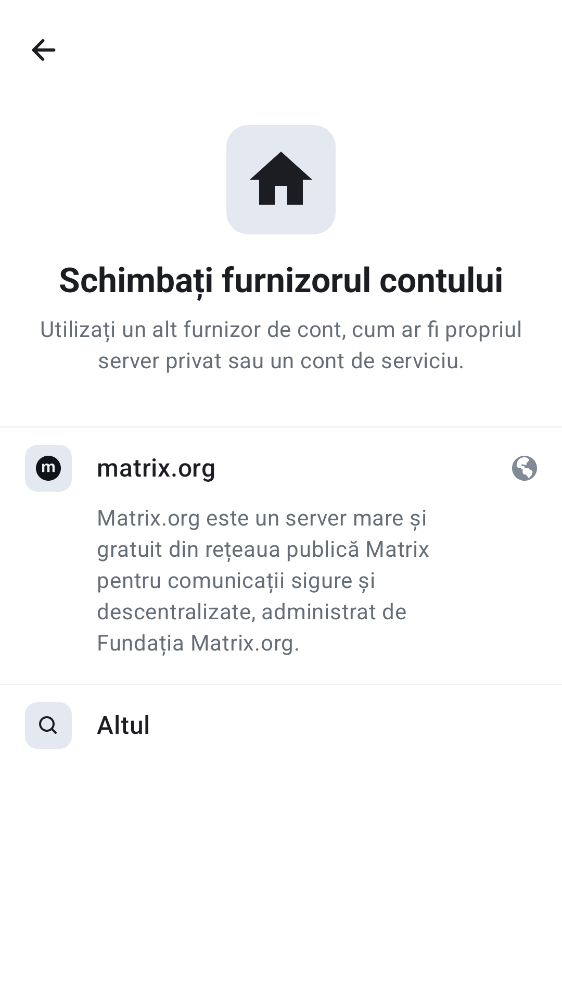 Schimbați furnizorul contului
Utilizați un alt furnizor de cont, cum ar fi propriul
server privat sau un cont de serviciu.
m
matrix.org
Matrix.org este un server mare și
gratuit din rețeaua publică Matrix
pentru comunicații sigure și
descentralizate, administrat de
Fundația Matrix.org.
Altul